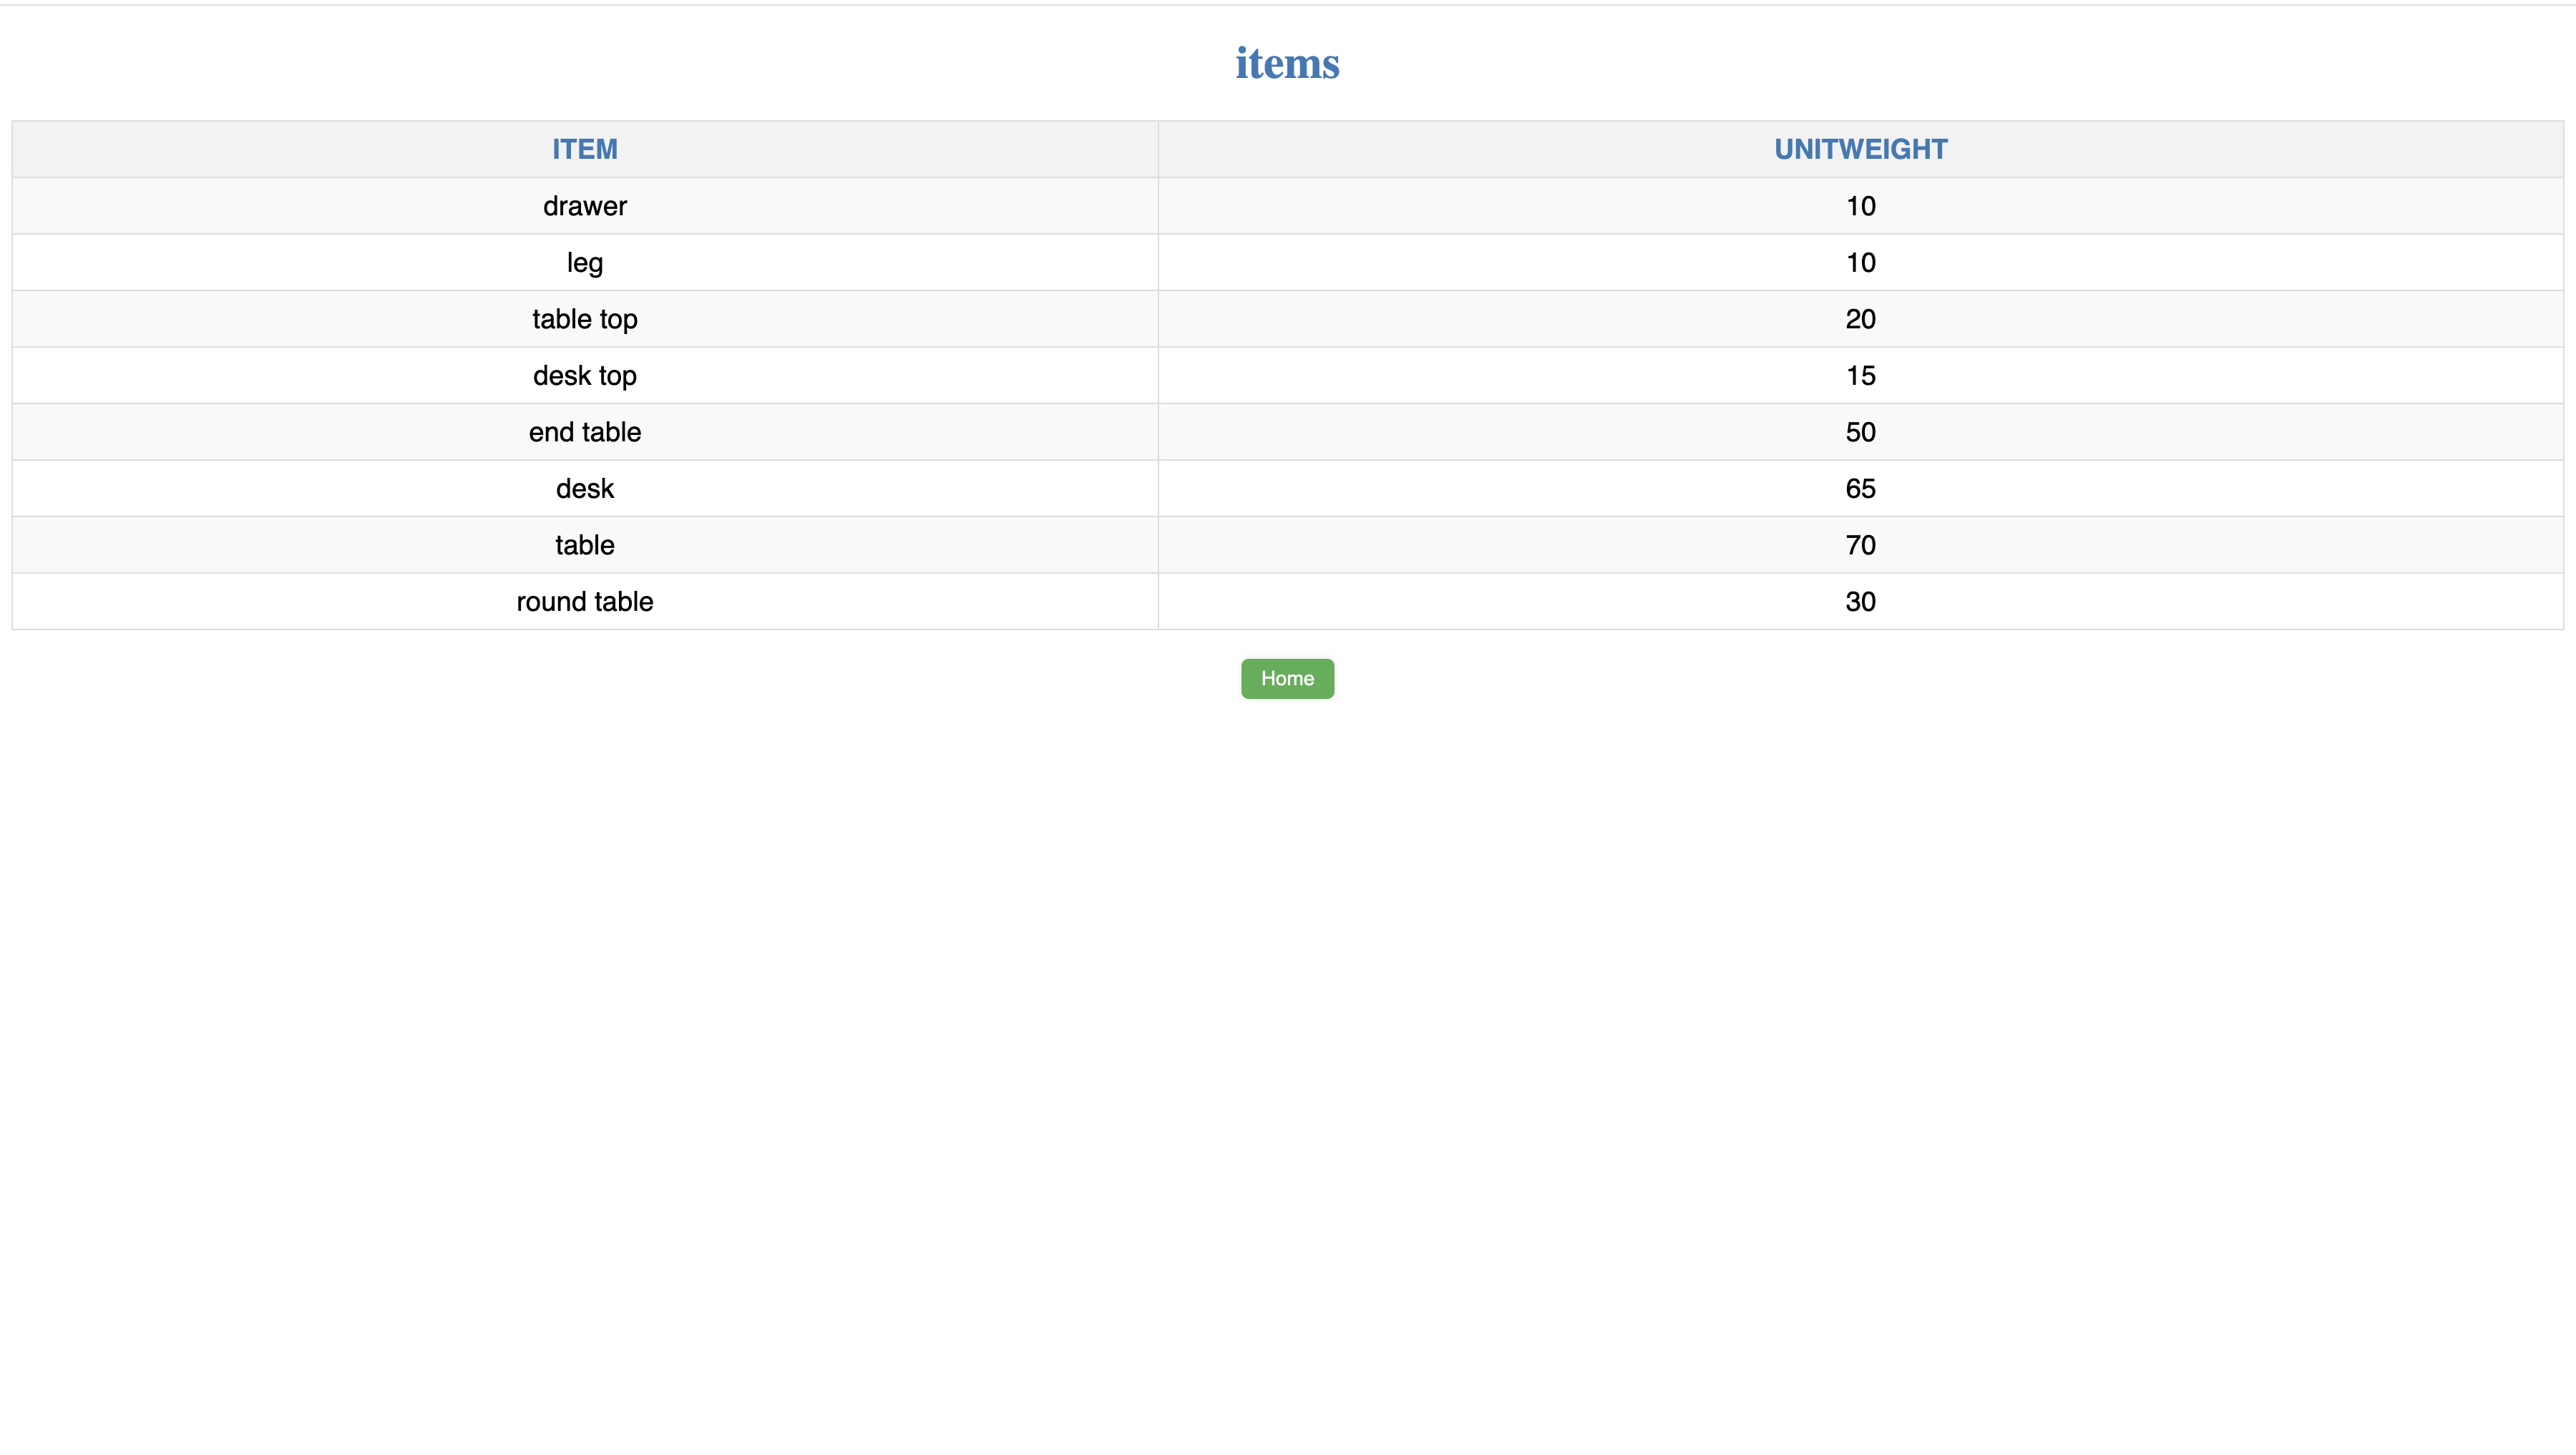 items
ITEM UNITWEIGHT
drawer 10
leg 10
table top 20
desk top 15
end table 50
desk 65
table 70
round table 30
Home